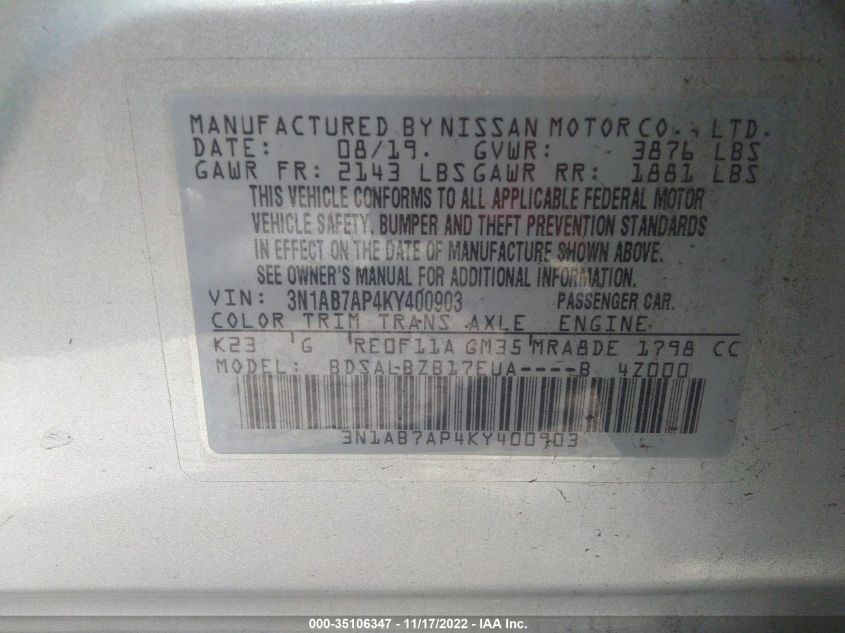 MANUFACTURED BY NISSAN MOTOR CO., LTD.
DATE: 08/19. GVWR: 3876 LBS
GAWR FR: 2143 LBS GAWR RR: 1881 LBS
THIS VEHICLE CONFORMS TO ALL APPLICABLE FEDERAL MOTOR
VEHICLE SAFETY, BUMPER AND THEFT PREVENTION STANDARDS
IN EFFECT ON THE DATE OF MANUFACTURE SHOWN ABOVE.
SEE OWNER'S MANUAL FOR ADDITIONAL INFORMATION.
VIN: 3N1AB7AP4KY400903 PASSENGER CAR.
COLOR TRIM TRANS AXLE ENGINE
K23 'G 'RE0F11A GM35'MRA8DE 1798 CC
MODEL: BDSALBZB17EUA----B 4Z000
3N1AB7AP4KY400903
000-35106347 - 11/17/2022 - IAA Inc.